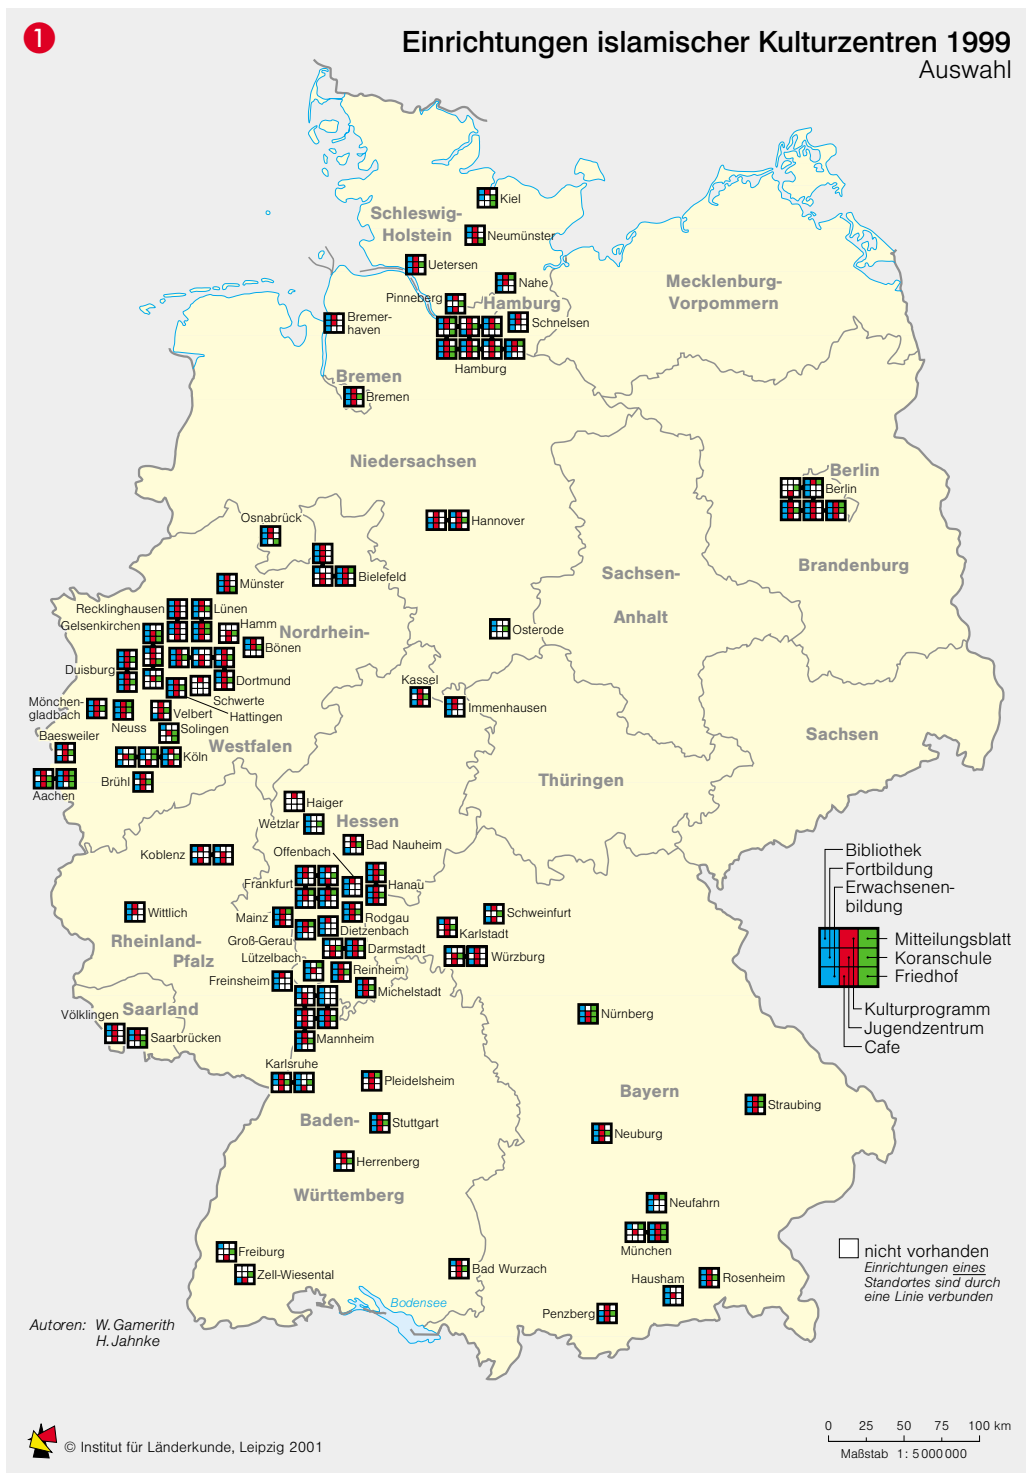 1
Einrichtungen islamischer Kulturzentren 1999
Auswahl
Kiel
Schleswig-
Holstein
Neumünster
Uetersen
Nahe
Mecklenburg-
Vorpommern
Pinneberg
Hamburg
Bremer-
haven
Schnelsen
Hamburg
Bremen
Bremen
Niedersachsen
Berlin
Berlin
Osnabrück
Hannover
Brandenburg
Sachsen-
Anhalt
Münster
Bielefeld
Recklinghausen
Lünen
Gelsenkirchen
Hamm
Nordrhein-
Bönen
Osterode
Duisburg
Dortmund
Kassel
Schwerte
Hattingen
Immenhausen
Mönchen-
gladbach
Velbert
Neuss
Solingen
Baesweiler
Westfalen
Sachsen
Köln
Brühl
Aachen
Thüringen
Haiger
Wetzlar
Hessen
Bad Nauheim
Offenbach
Koblenz
Frankfurt
Hanau
Wittlich
Mainz
Rodgau
Schweinfurt
Dietzenbach
Karlstadt
Groß-Gerau
Rheinland-
Pfalz
Darmstadt
Würzburg
Lützelbach
Reinheim
Freinsheim
Michelstadt
Saarland
Völklingen
Saarbrücken
Nürnberg
Mannheim
Karlsruhe
Pleidelsheim
Bayern
Straubing
Baden-
Stuttgart
Neuburg
Herrenberg
Württemberg
Neufahrn
München
Freiburg
Zell-Wiesental
Bad Wurzach
Hausham
Rosenheim
Bodensee
Penzberg
Bibliothek
Fortbildung
Erwachsenen-
bildung
Mitteilungsblatt
Koranschule
Friedhof
Kulturprogramm
Jugendzentrum
Cafe
nicht vorhanden
Einrichtungen eines
Standortes sind durch
eine Linie verbunden
Autoren: W. Gamerith
H. Jahnke
© Institut für Länderkunde, Leipzig 2001
0 25 50 75 100 km
Maßstab 1 : 5 000 000